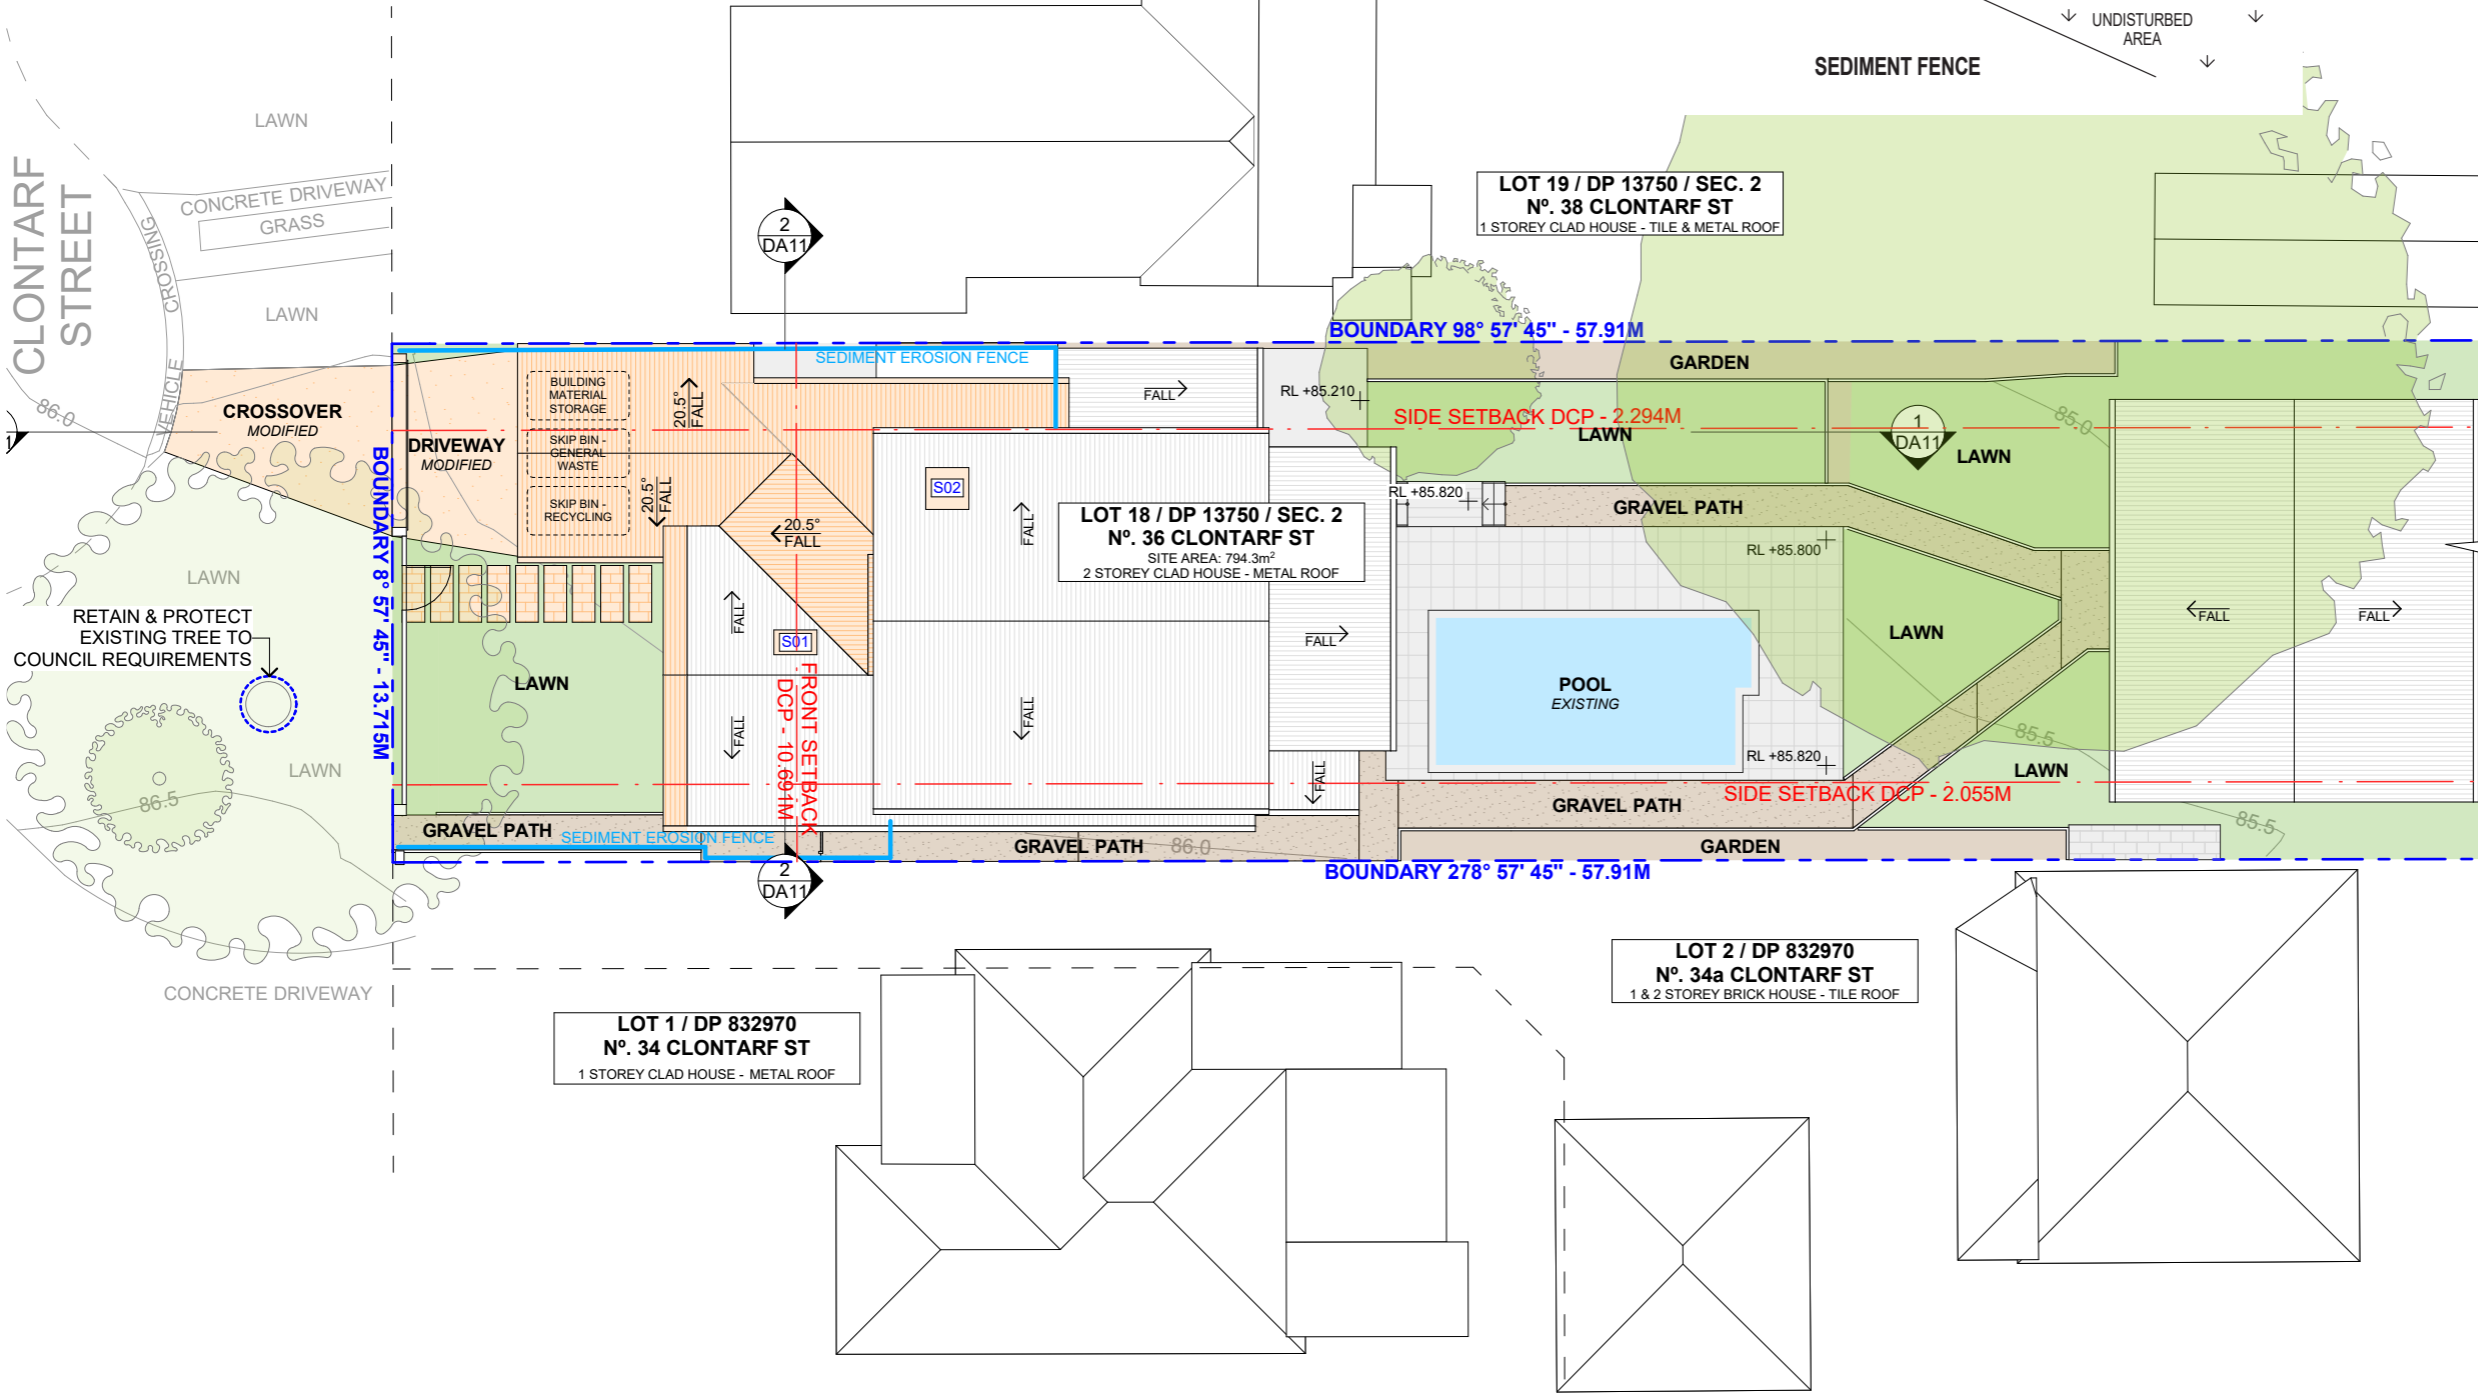 UNDISTURBED
AREA
SEDIMENT FENCE
LAWN
CLONTARF
STREET
CONCRETE DRIVEWAY
GRASS
VEHICLE CROSSING
LAWN
2
DA11
LOT 19 / DP 13750 / SEC. 2
Nº. 38 CLONTARF ST
1 STOREY CLAD HOUSE - TILE & METAL ROOF
BOUNDARY 98° 57' 45" - 57.91M
SEDIMENT EROSION FENCE
GARDEN
BUILDING
MATERIAL
STORAGE
20.5°
FALL
FALL
RL +85.210
SIDE SETBACK DCP - 2.294M
LAWN
86.0
CROSSOVER
MODIFIED
DRIVEWAY
MODIFIED
SKIP BIN -
GENERAL
WASTE
SKIP BIN -
RECYCLING
20.5°
FALL
20.5°
FALL
S02
FALL
RL +85.820
GRAVEL PATH
1
DA11
LAWN
85.0
LOT 18 / DP 13750 / SEC. 2
Nº. 36 CLONTARF ST
SITE AREA: 794.3m²
2 STOREY CLAD HOUSE - METAL ROOF
RL +85.800
BOUNDARY 8° 57' 45" - 13.715M
LAWN
RETAIN & PROTECT
EXISTING TREE TO
COUNCIL REQUIREMENTS
LAWN
86.5
LAWN
FALL
S01
FALL
FRONT SETBACK
DCP - 10.691M
FALL
FALL
FALL
POOL
EXISTING
LAWN
FALL
FALL
RL +85.820
85.5
LAWN
GRAVEL PATH
SIDE SETBACK DCP - 2.055M
85.5
GRAVEL PATH
SEDIMENT EROSION FENCE
GRAVEL PATH
86.0
GARDEN
BOUNDARY 278° 57' 45" - 57.91M
2
DA11
CONCRETE DRIVEWAY
LOT 2 / DP 832970
Nº. 34a CLONTARF ST
1 & 2 STOREY BRICK HOUSE - TILE ROOF
LOT 1 / DP 832970
Nº. 34 CLONTARF ST
1 STOREY CLAD HOUSE - METAL ROOF